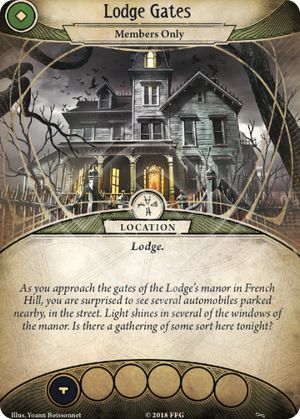 Lodge Gates
Members Only
LOCATION
Lodge.
As you approach the gates of the Lodge's manor in French
Hill, you are surprised to see several automobiles parked
nearby, in the street. Light shines in several of the windows of
the manor. Is there a gathering of some sort here tonight?
Illus. Yoann Boissonnet
© 2018 FFG